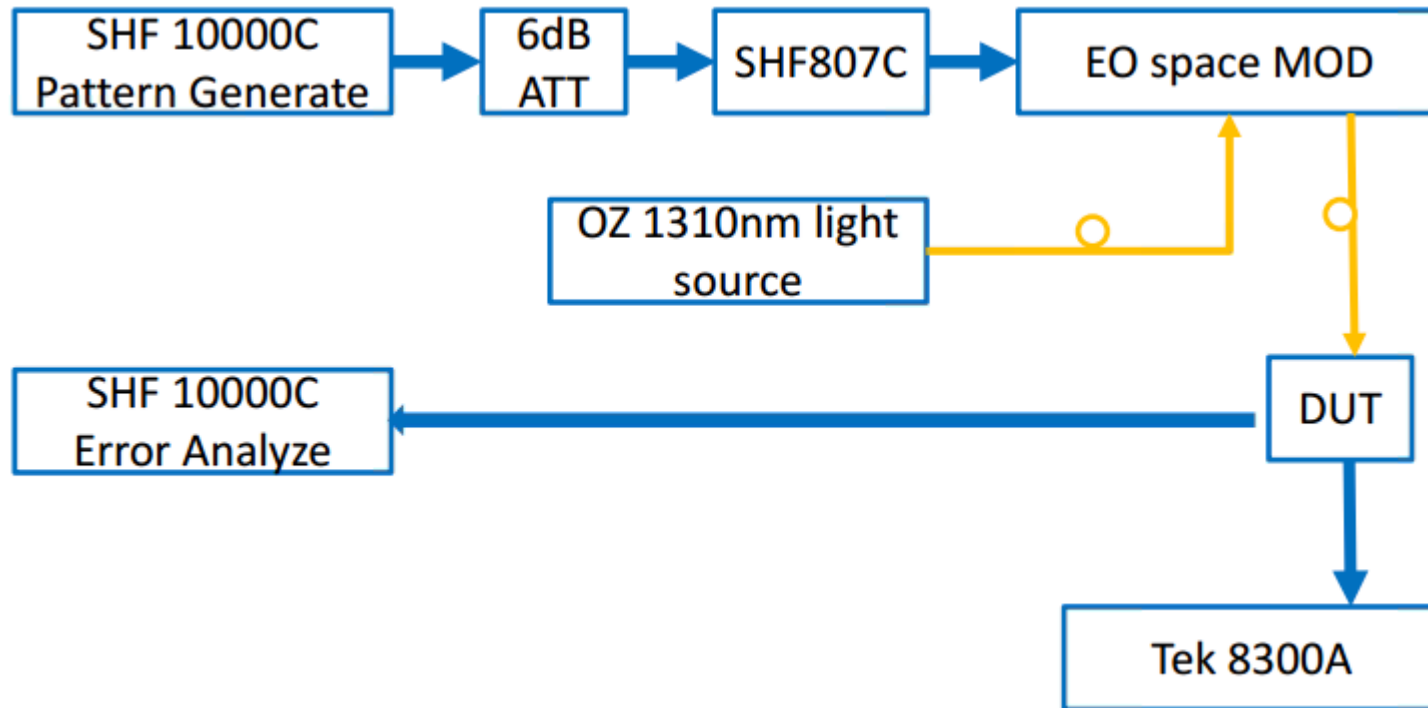 SHF 10000C
Pattern Generate
6dB
ATT
SHF807C
EO space MOD
OZ 1310nm light
source
SHF 10000C
Error Analyze
DUT
Tek 8300A